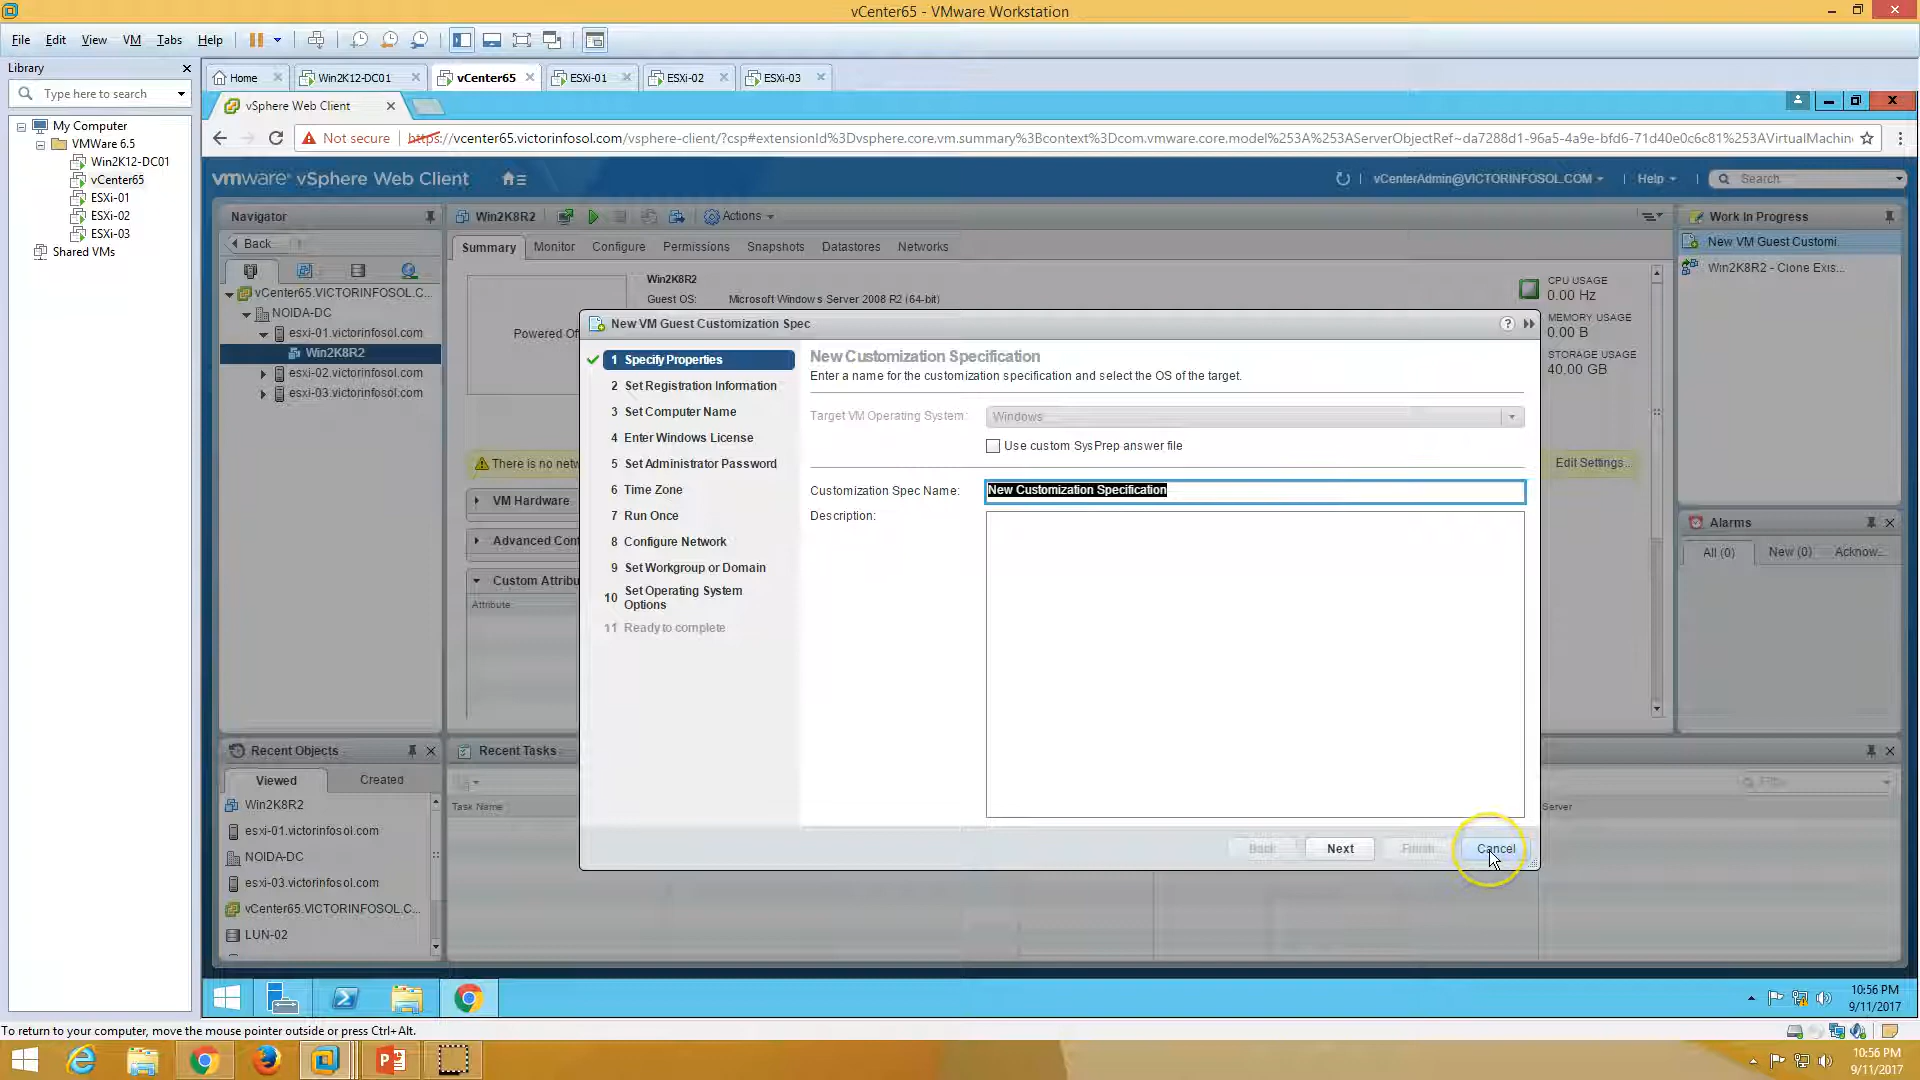 vCenter65 - VMware Workstation
File Edit View VM Tabs Help
Library
Type here to search
My Computer
VMWare 6.5
Win2K12-DC01
vCenter65
ESXi-01
ESXi-02
ESXi-03
Shared VMs
Home Win2K12-DC01 vCenter65 ESXi-01 ESXi-02 ESXi-03
vSphere Web Client
Not secure https://vcenter65.victorinfosol.com/vsphere-client/?csp#extensionId%3Dvsphere.core.vm.summary%3Bcontext%3Dcom.vmware.core.model%253A%253AServerObjectRef~da7288d1-96a5-4a9e-bfd6-71d40e0c6c81%253AVirtualMachin
vmware vSphere Web Client
vCenterAdmin@VICTORINFOSOL.COM Help Search
Navigator
Back
vCenter65.VICTORINFOSOL.C...
NOIDA-DC
esxi-01.victorinfosol.com
Win2K8R2
esxi-02.victorinfosol.com
esxi-03.victorinfosol.com
Win2K8R2 Actions
Summary Monitor Configure Permissions Snapshots Datastores Networks
Win2K8R2
Guest OS: Microsoft Windows Server 2008 R2 (64-bit)
Powered Of
CPU USAGE
0.00 Hz
MEMORY USAGE
0.00 B
STORAGE USAGE
40.00 GB
There is no netw
Edit Settings...
VM Hardware
Advanced Conf
Custom Attribu
Attribute
New VM Guest Customization Spec
1 Specify Properties
2 Set Registration Information
3 Set Computer Name
4 Enter Windows License
5 Set Administrator Password
6 Time Zone
7 Run Once
8 Configure Network
9 Set Workgroup or Domain
10 Set Operating System
Options
11 Ready to complete
New Customization Specification
Enter a name for the customization specification and select the OS of the target.
Target VM Operating System: Windows
Use custom SysPrep answer file
Customization Spec Name: New Customization Specification
Description:
Back Next Finish Cancel
Work In Progress
New VM Guest Customi...
Win2K8R2 - Clone Exis...
Alarms
All (0) New (0) Acknow...
Recent Objects
Viewed Created
Win2K8R2
esxi-01.victorinfosol.com
NOIDA-DC
esxi-03.victorinfosol.com
vCenter65.VICTORINFOSOL.C...
LUN-02
Recent Tasks
Task Name
Filter
Server
10:56 PM
9/11/2017
To return to your computer, move the mouse pointer outside or press Ctrl+Alt.
10:56 PM
9/11/2017